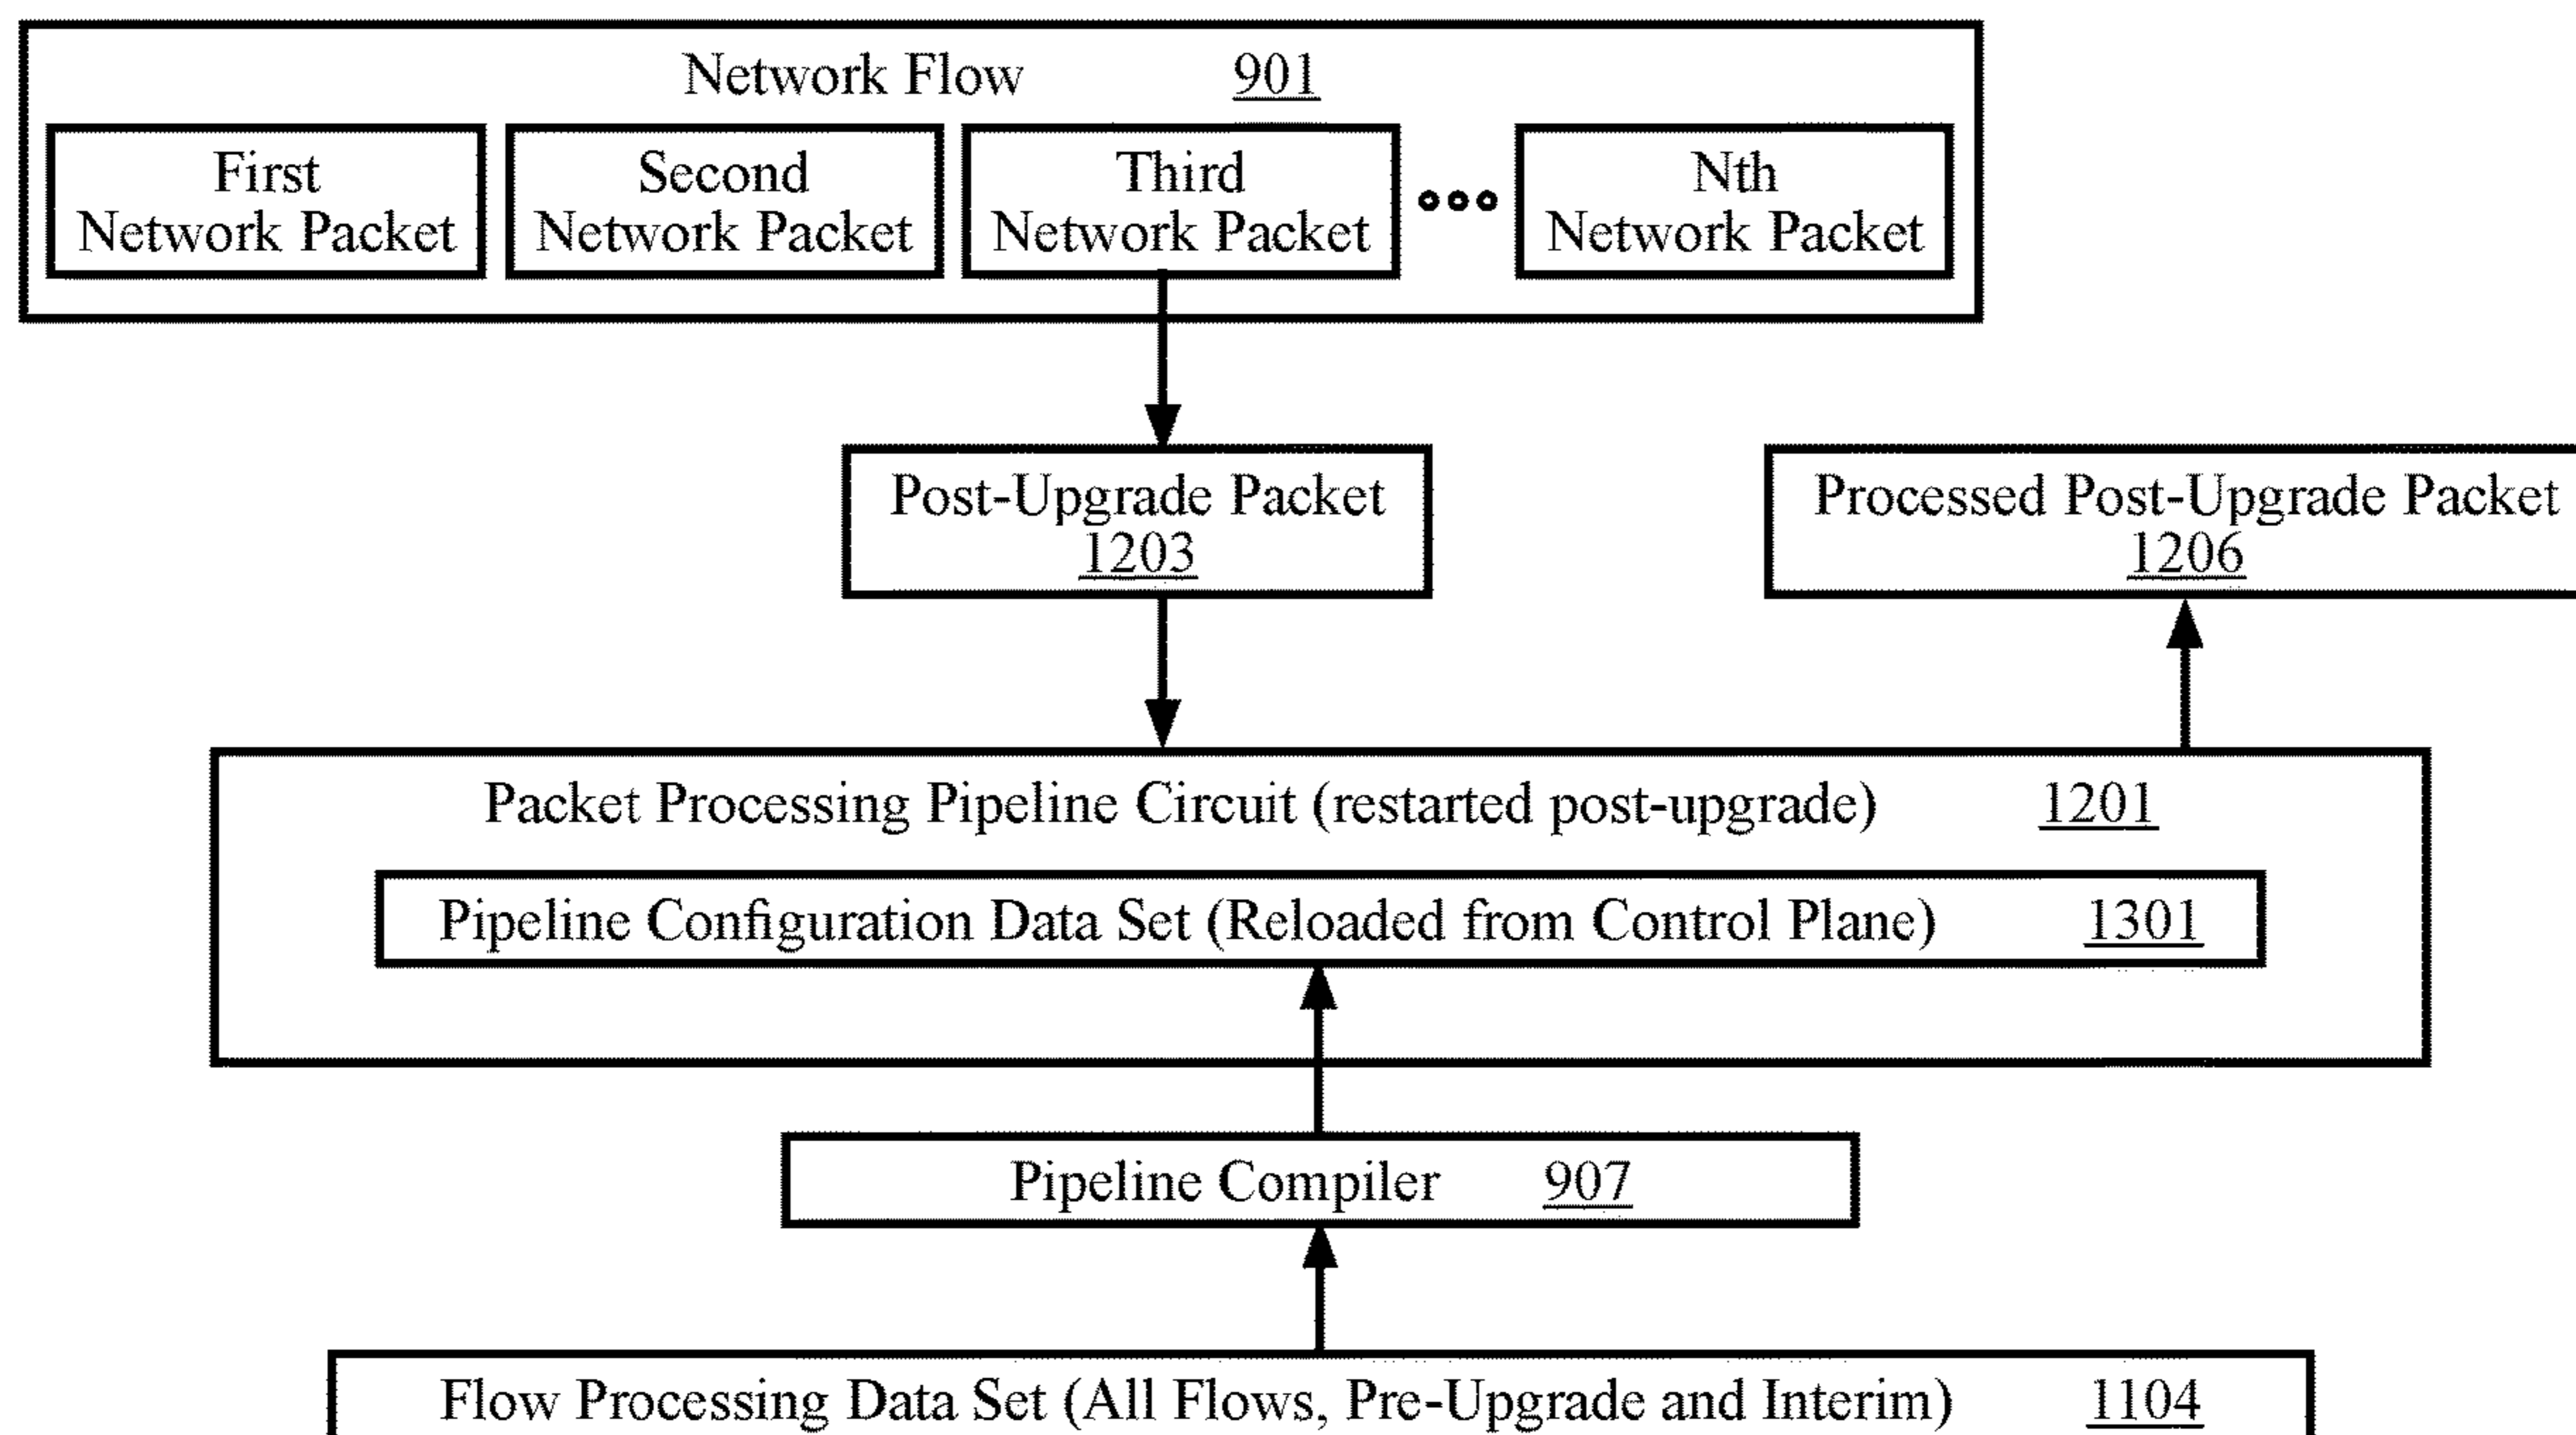 Network Flow 901
First
Network Packet
Second
Network Packet
Third
Network Packet
Nth
Network Packet
Post-Upgrade Packet
1203
Processed Post-Upgrade Packet
1206
Packet Processing Pipeline Circuit (restarted post-upgrade) 1201
Pipeline Configuration Data Set (Reloaded from Control Plane) 1301
Pipeline Compiler 907
Flow Processing Data Set (All Flows, Pre-Upgrade and Interim) 1104